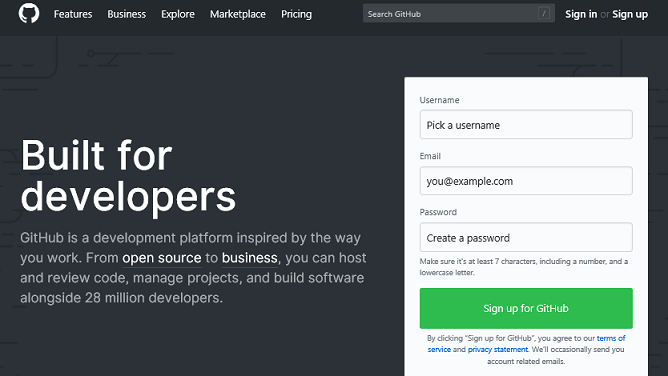 Features Business Explore Marketplace Pricing Search GitHub / Sign in or Sign up
Built for
developers
GitHub is a development platform inspired by the way
you work. From open source to business, you can host
and review code, manage projects, and build software
alongside 28 million developers.
Username
Pick a username
Email
you@example.com
Password
Create a password
Make sure it's at least 7 characters, including a number, and a
lowercase letter.
Sign up for GitHub
By clicking "Sign up for GitHub", you agree to our terms of
service and privacy statement. We'll occasionally send you
account related emails.